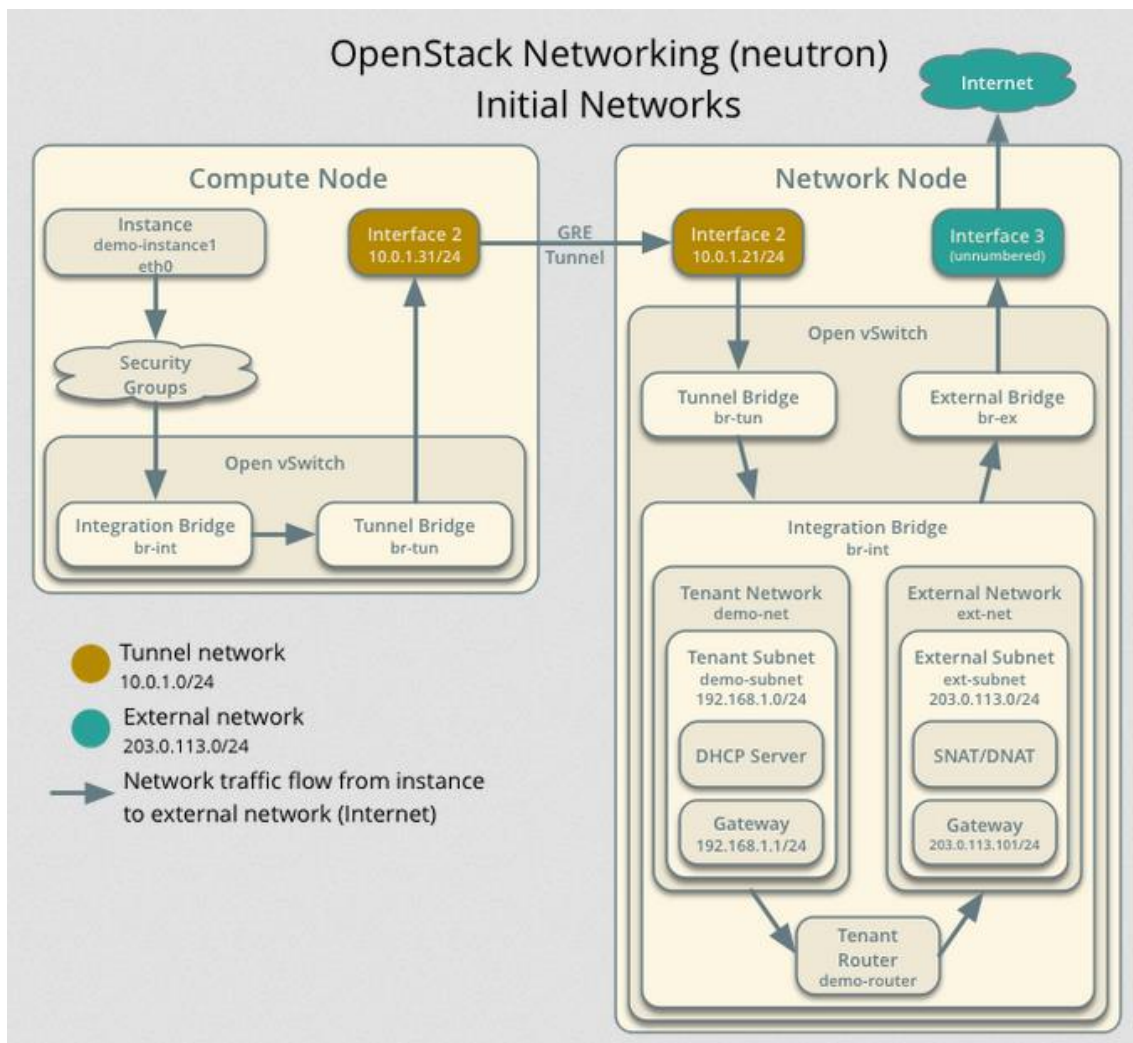 OpenStack Networking (neutron)
Initial Networks
Internet
Compute Node
Instance
demo-instance1
eth0
Interface 2
10.0.1.31/24
GRE
Tunnel
Security
Groups
Open vSwitch
Integration Bridge
br-int
Tunnel Bridge
br-tun
Network Node
Interface 2
10.0.1.21/24
Interface 3
(unnumbered)
Open vSwitch
Tunnel Bridge
br-tun
External Bridge
br-ex
Integration Bridge
br-int
Tenant Network
demo-net
Tenant Subnet
demo-subnet
192.168.1.0/24
DHCP Server
Gateway
192.168.1.1/24
External Network
ext-net
External Subnet
ext-subnet
203.0.113.0/24
SNAT/DNAT
Gateway
203.0.113.101/24
Tenant
Router
demo-router
Tunnel network
10.0.1.0/24
External network
203.0.113.0/24
Network traffic flow from instance
to external network (Internet)